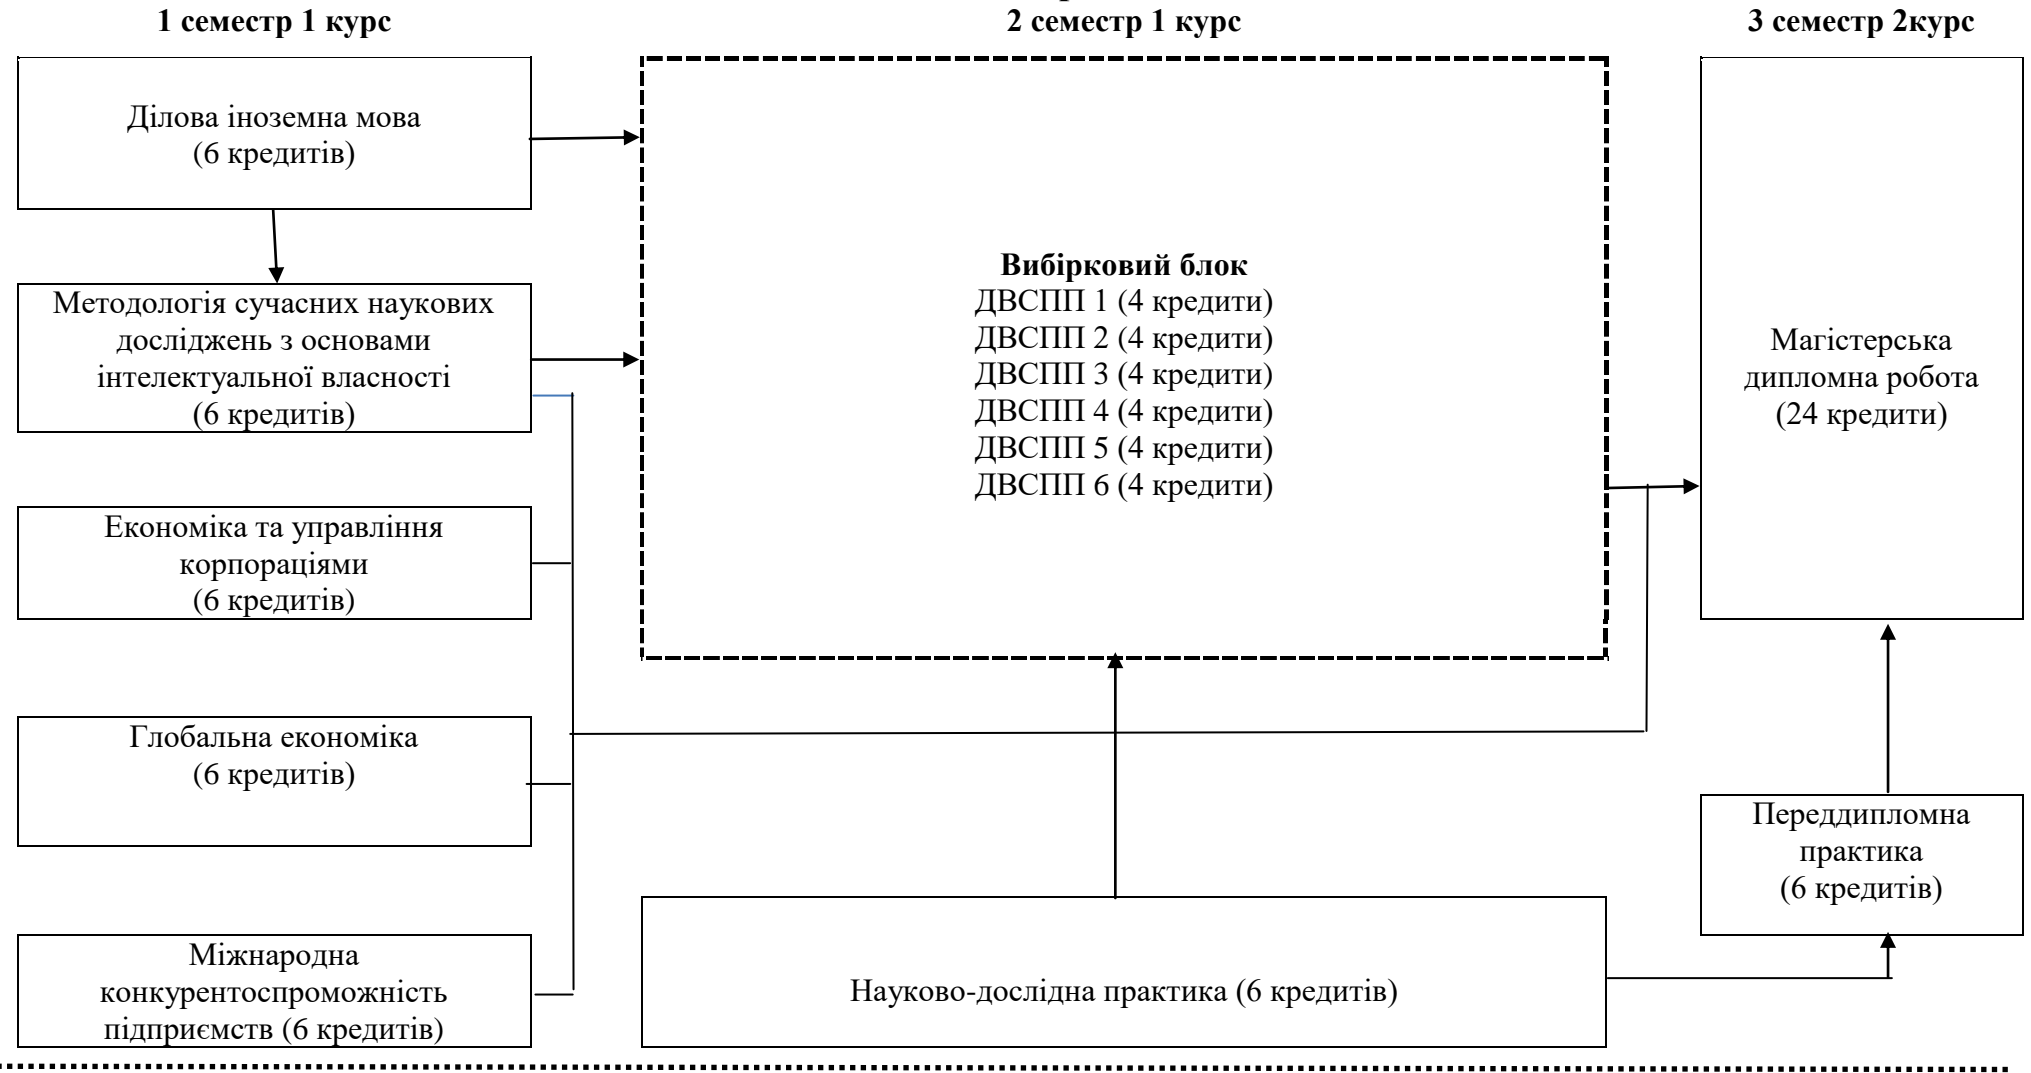 1 семестр 1 курс
2 семестр 1 курс
3 семестр 2курс
Ділова іноземна мова
(6 кредитів)
Методологія сучасних наукових
досліджень з основами
інтелектуальної власності
(6 кредитів)
Економіка та управління
корпораціями
(6 кредитів)
Глобальна економіка
(6 кредитів)
Міжнародна
конкурентоспроможність
підприємств (6 кредитів)
Вибірковий блок
ДВСПП 1 (4 кредити)
ДВСПП 2 (4 кредити)
ДВСПП 3 (4 кредити)
ДВСПП 4 (4 кредити)
ДВСПП 5 (4 кредити)
ДВСПП 6 (4 кредити)
Науково-дослідна практика (6 кредитів)
Магістерська
дипломна робота
(24 кредити)
Переддипломна
практика
(6 кредитів)